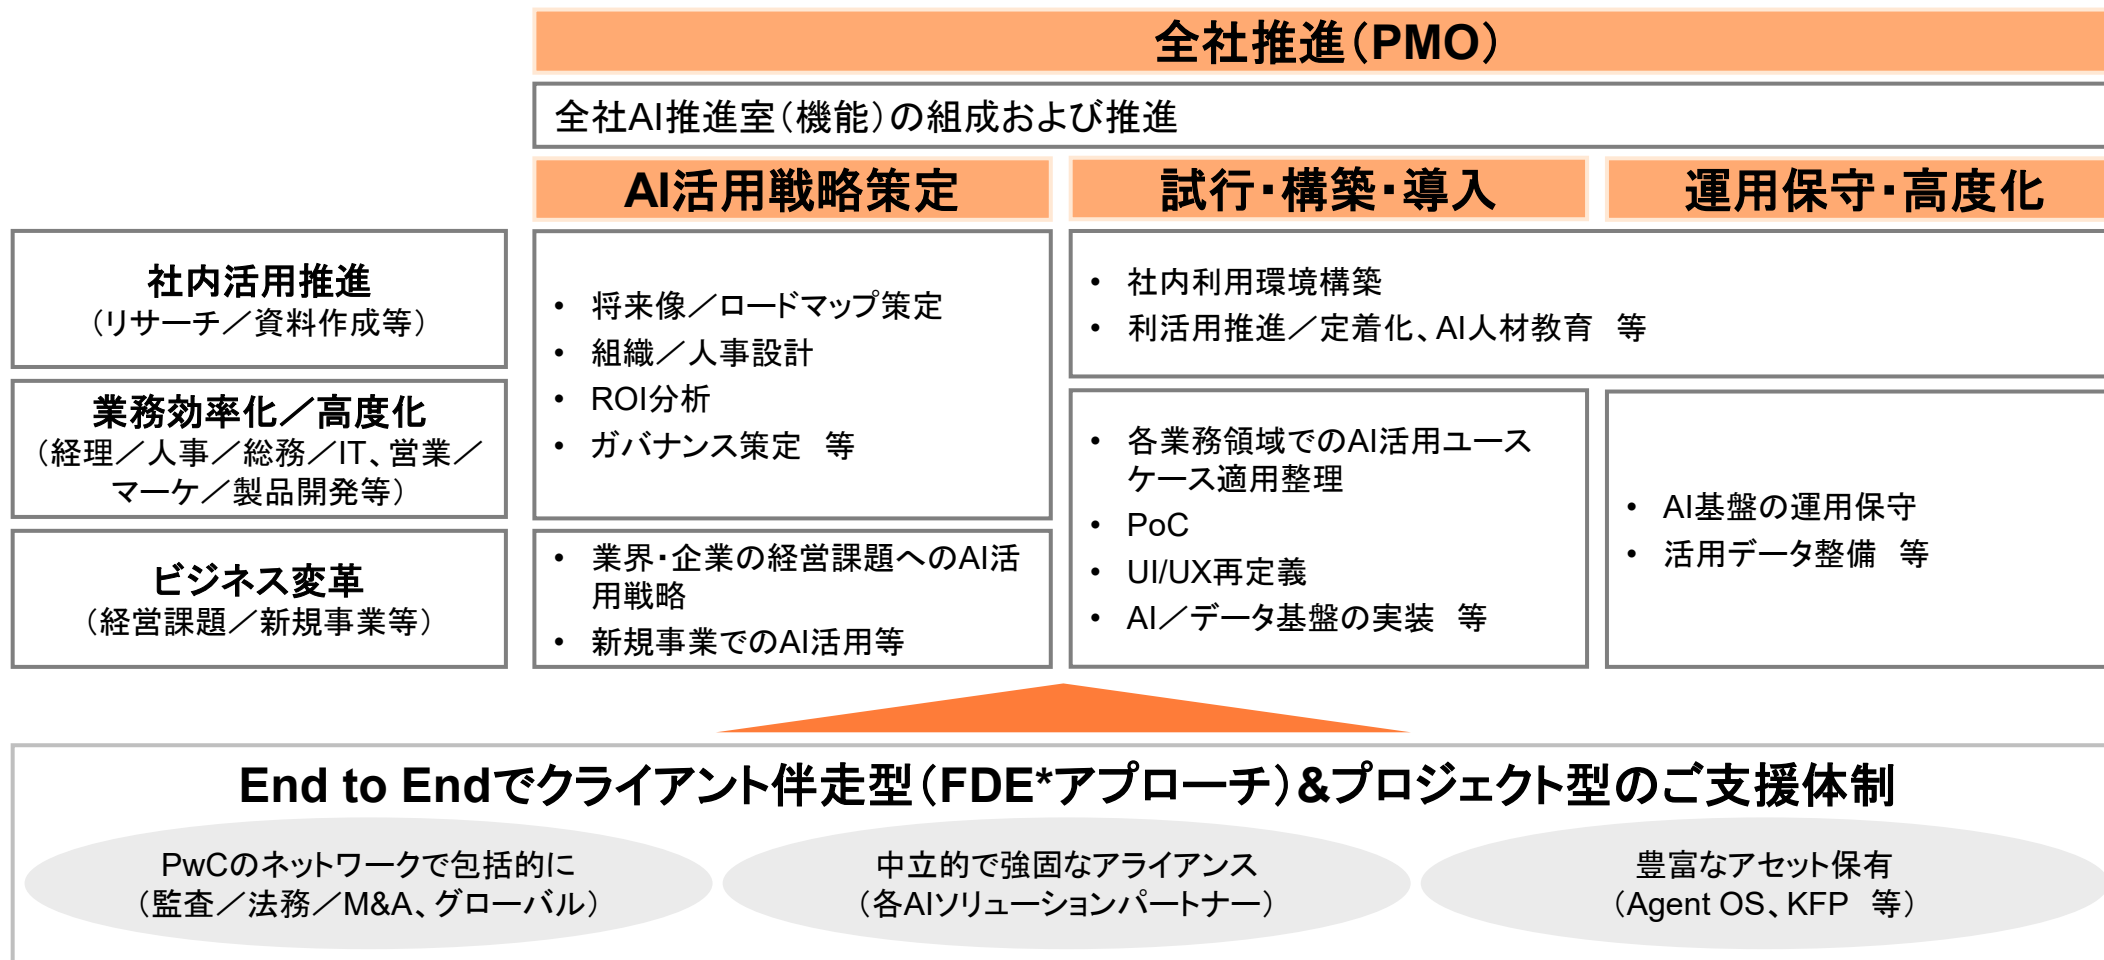 全社推進（PMO）
全社AI推進室（機能）の組成および推進
AI活用戦略策定
試行・構築・導入
運用保守・高度化
社内活用推進
（リサーチ／資料作成等）
業務効率化／高度化
（経理／人事／総務／IT、営業／
マーケ／製品開発等）
ビジネス変革
（経営課題／新規事業等）
• 将来像／ロードマップ策定
• 組織／人事設計
• ROI分析
• ガバナンス策定　等
• 業界・企業の経営課題へのAI活
用戦略
• 新規事業でのAI活用等
• 社内利用環境構築
• 利活用推進／定着化、AI人材教育　等
• 各業務領域でのAI活用ユース
ケース適用整理
• PoC
• UI/UX再定義
• AI／データ基盤の実装　等
• AI基盤の運用保守
• 活用データ整備　等
End to Endでクライアント伴走型（FDE*アプローチ）&プロジェクト型のご支援体制
PwCのネットワークで包括的に
（監査／法務／M&A、グローバル）
中立的で強固なアライアンス
（各AIソリューションパートナー）
豊富なアセット保有
（Agent OS、KFP　等）